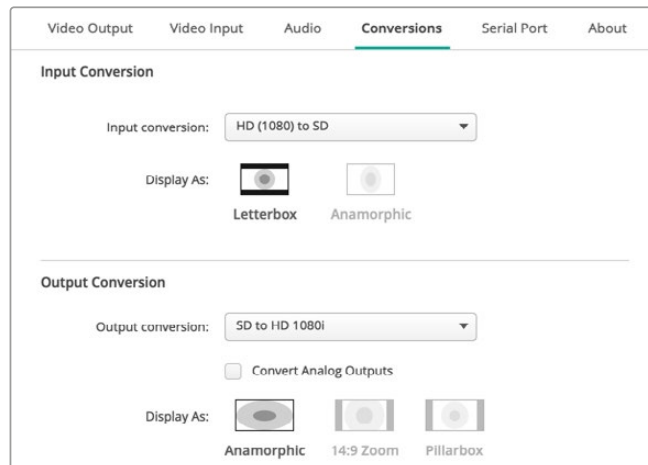 Video Output Video Input Audio Conversions Serial Port About
Input Conversion
Input conversion: HD (1080) to SD
Display As:
Letterbox Anamorphic
Output Conversion
Output conversion: SD to HD 1080i
Convert Analog Outputs
Display As:
Anamorphic 14:9 Zoom Pillarbox